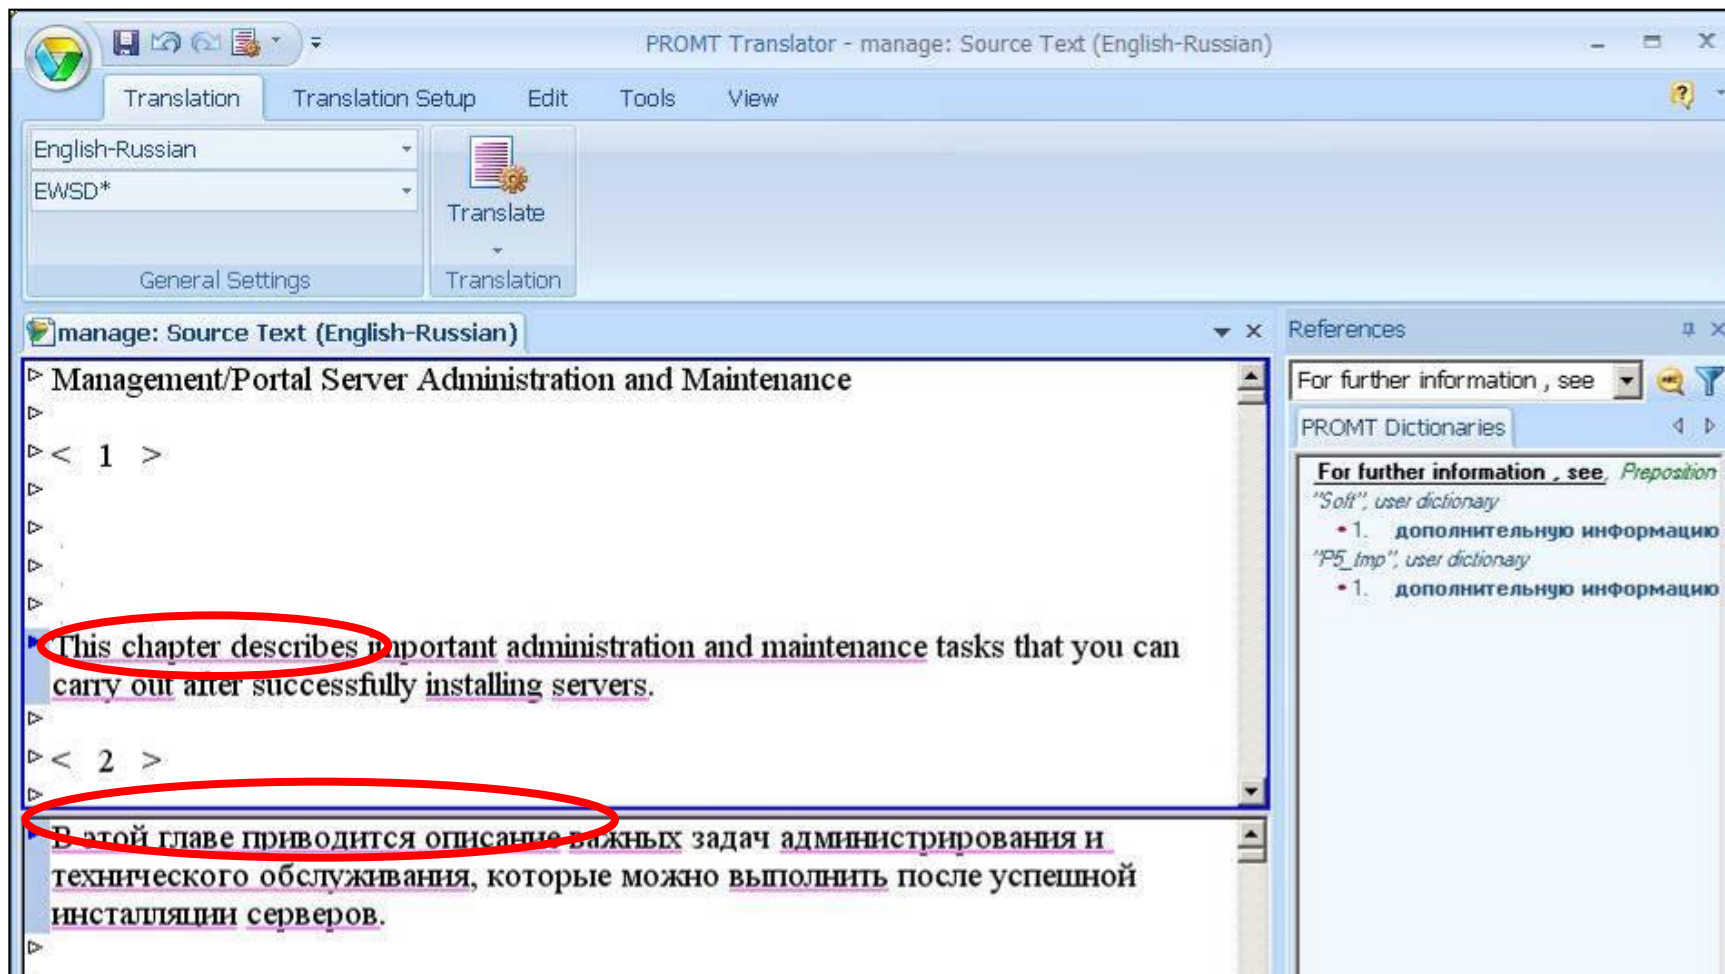 PROMT Translator - manage: Source Text (English-Russian)
Translation Translation Setup Edit Tools View
English-Russian
EWSD*
Translate
General Settings Translation
manage: Source Text (English-Russian)
Management/Portal Server Administration and Maintenance
< 1 >
This chapter describes important administration and maintenance tasks that you can
carry out after successfully installing servers.
< 2 >
В этой главе приводится описание важных задач администрирования и
технического обслуживания, которые можно выполнить после успешной
инсталляции серверов.
References
For further information , see
PROMT Dictionaries
For further information , see, Preposition
"Soft", user dictionary
1. дополнительную информацию
"P5_tmp", user dictionary
1. дополнительную информацию